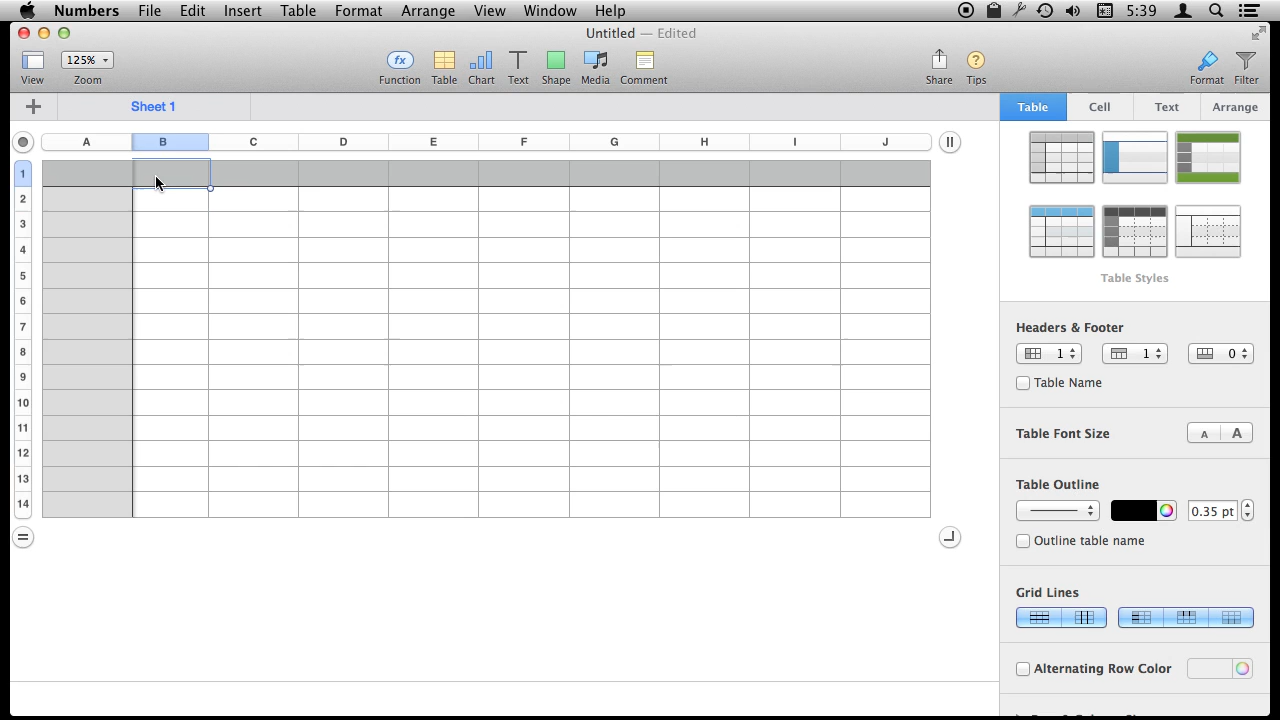 Numbers File Edit Insert Table Format Arrange View Window Help 5:39
Untitled — Edited
125%
View Zoom Function Table Chart Text Shape Media Comment Share Tips Format Filter
Sheet 1 Table Cell Text Arrange
A B C D E F G H I J
1
2
3
4
5
6
7
8
9
10
11
12
13
14
Table Styles
Headers & Footer
1 1 0
Table Name
Table Font Size A A
Table Outline
0.35 pt
Outline table name
Grid Lines
Alternating Row Color